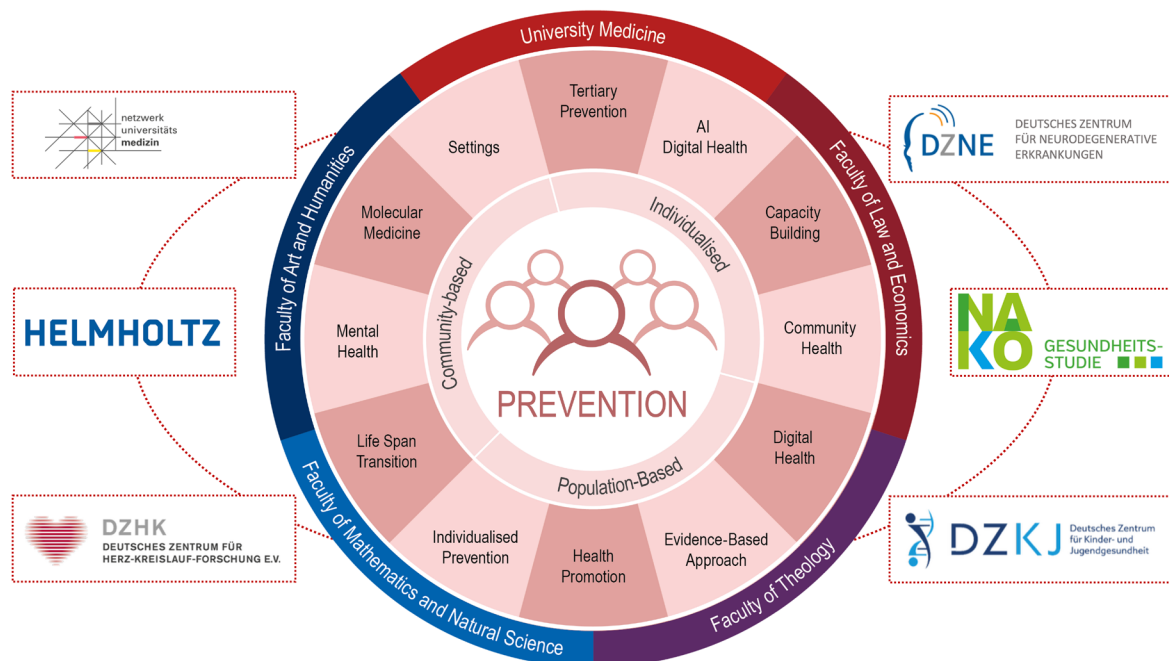 University Medicine
Faculty of Law and Economics
Faculty of Theology
Faculty of Mathematics and Natural Science
Faculty of Art and Humanities
Tertiary
Prevention
AI
Digital Health
Capacity
Building
Community
Health
Digital
Health
Evidence-Based
Approach
Health
Promotion
Individualised
Prevention
Life Span
Transition
Mental
Health
Molecular
Medicine
Settings
Individualised
Population-Based
Community-based
PREVENTION
netzwerk
universitäts
medizin
HELMHOLTZ
DZHK
DEUTSCHES ZENTRUM FÜR
HERZ-KREISLAUF-FORSCHUNG E.V.
DZNE
DEUTSCHES ZENTRUM
FÜR NEURODEGENERATIVE
ERKRANKUNGEN
NA
KO
GESUNDHEITS-
STUDIE
DZKJ
Deutsches Zentrum
für Kinder- und
Jugendgesundheit